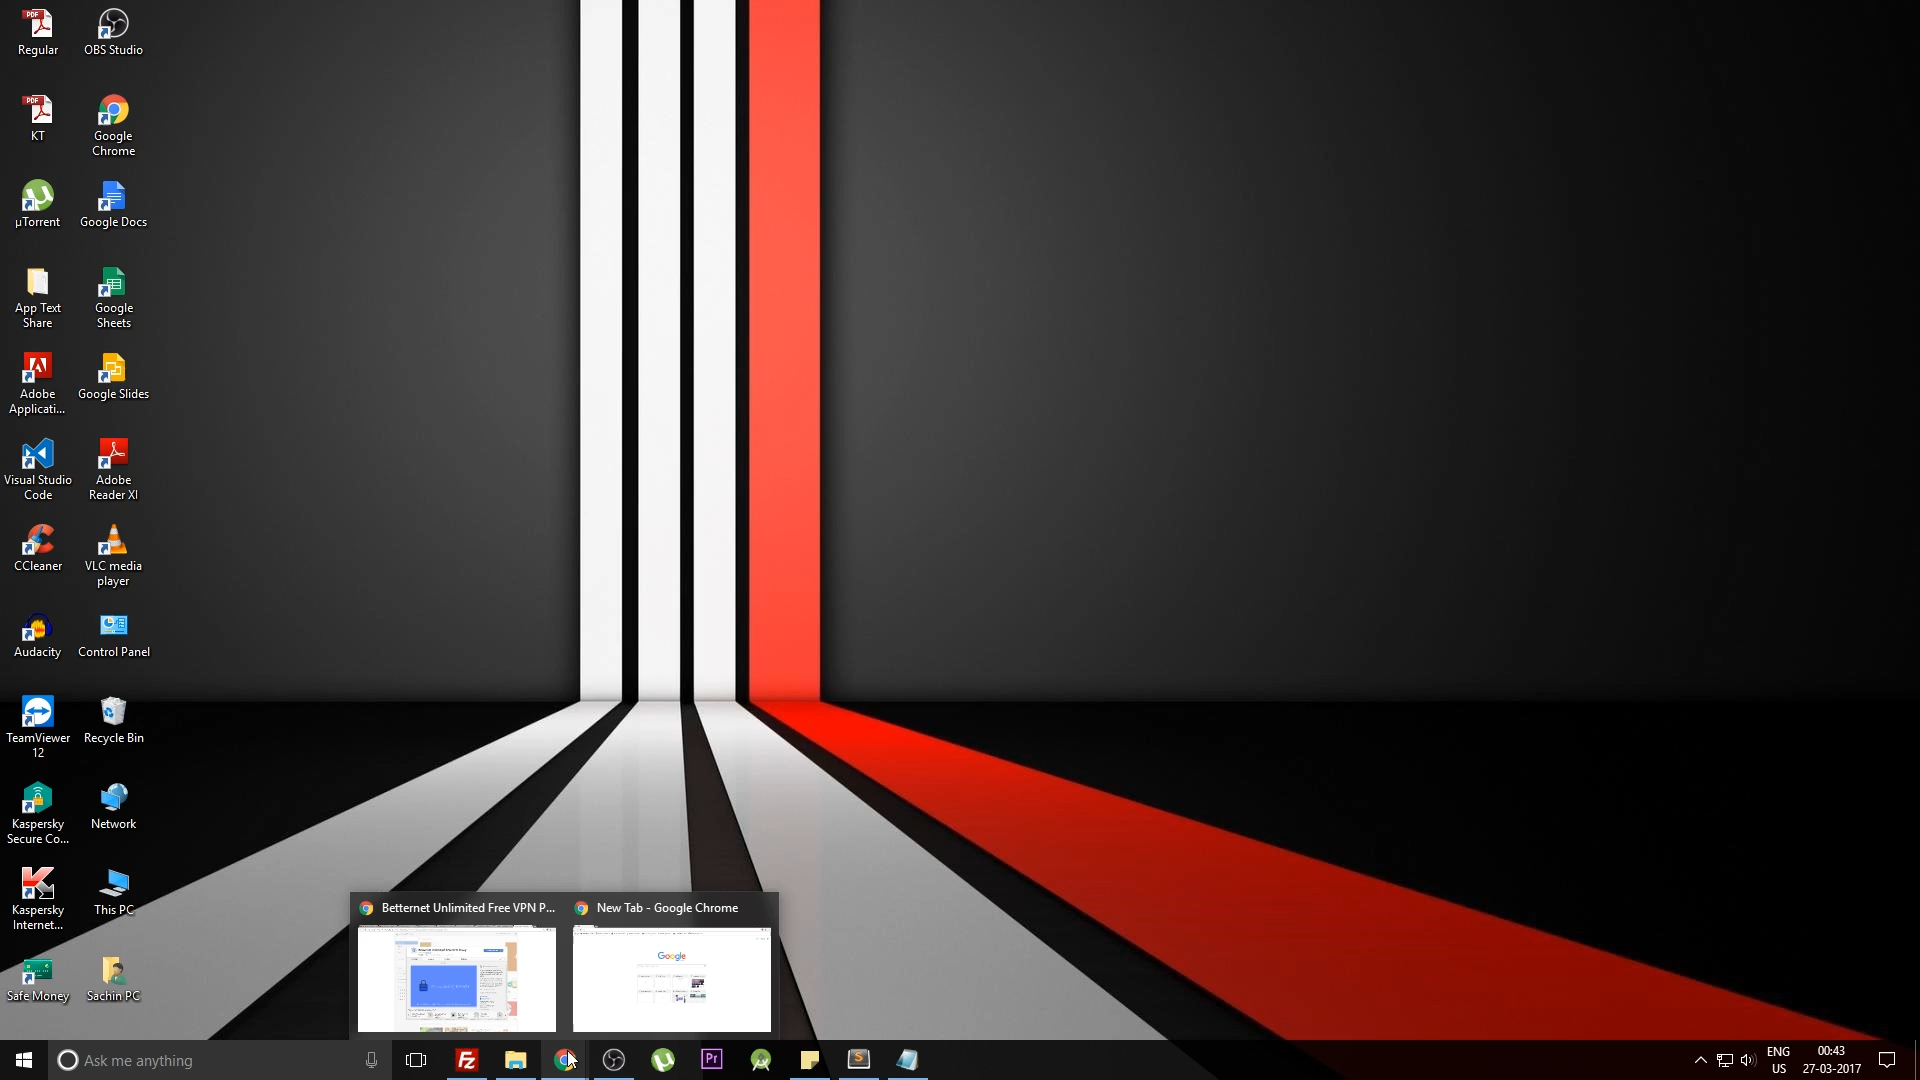 Regular
OBS Studio
KT
Google
Chrome
µTorrent
Google Docs
App Text
Share
Google
Sheets
Adobe
Applicati...
Google Slides
Visual Studio
Code
Adobe
Reader XI
CCleaner
VLC media
player
Audacity
Control Panel
TeamViewer
12
Recycle Bin
Kaspersky
Secure Co...
Network
Kaspersky
Internet...
This PC
Safe Money
Sachin PC
Betternet Unlimited Free VPN P...
New Tab - Google Chrome
Google
Ask me anything
ENG
US
00:43
27-03-2017